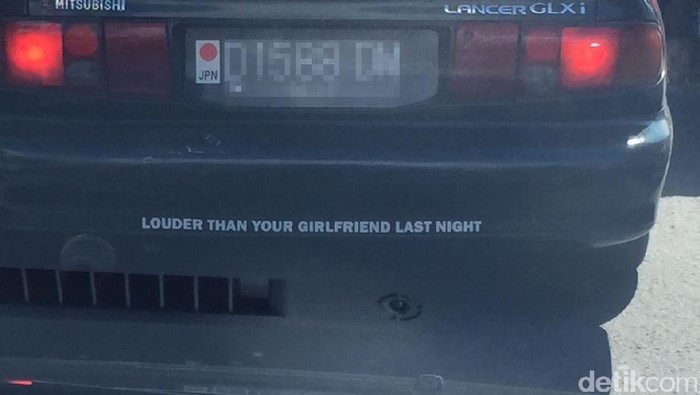 MITSUBISHI
LANCER GLXi
JPN
LOUDER THAN YOUR GIRLFRIEND LAST NIGHT
detikcom